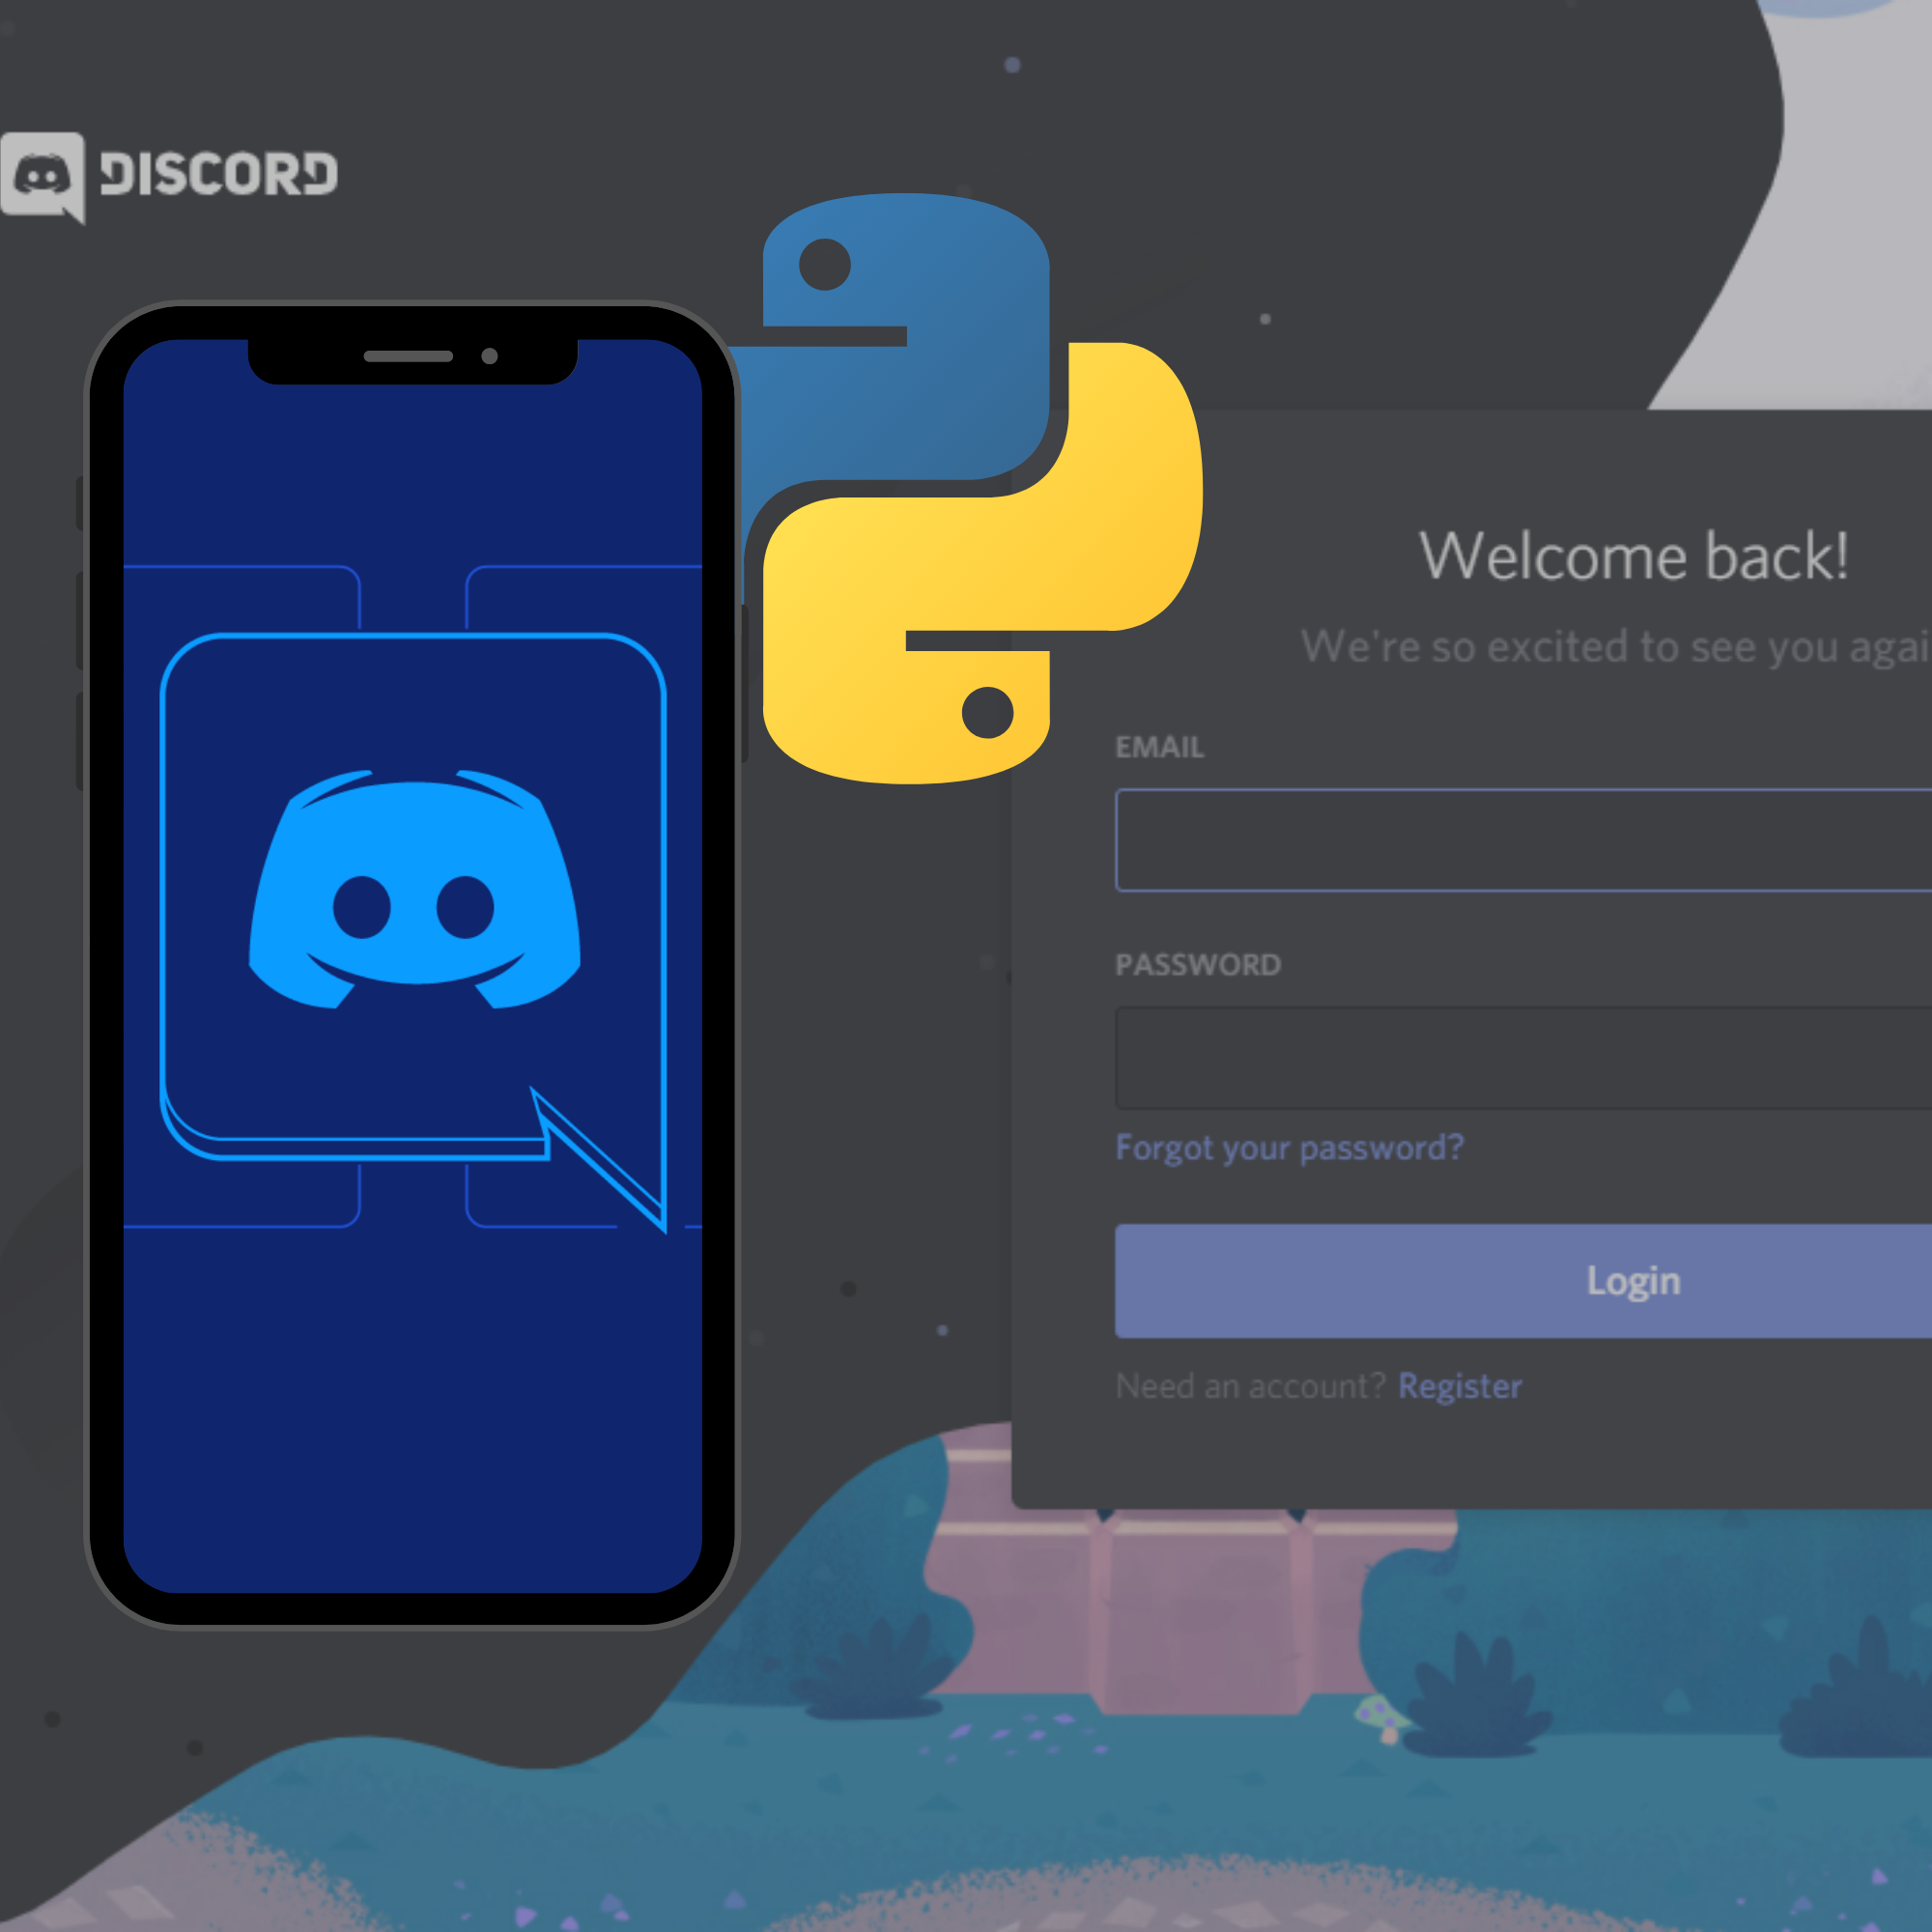 DISCORD
Welcome back!
We're so excited to see you agai
EMAIL
PASSWORD
Forgot your password?
Login
Need an account? Register